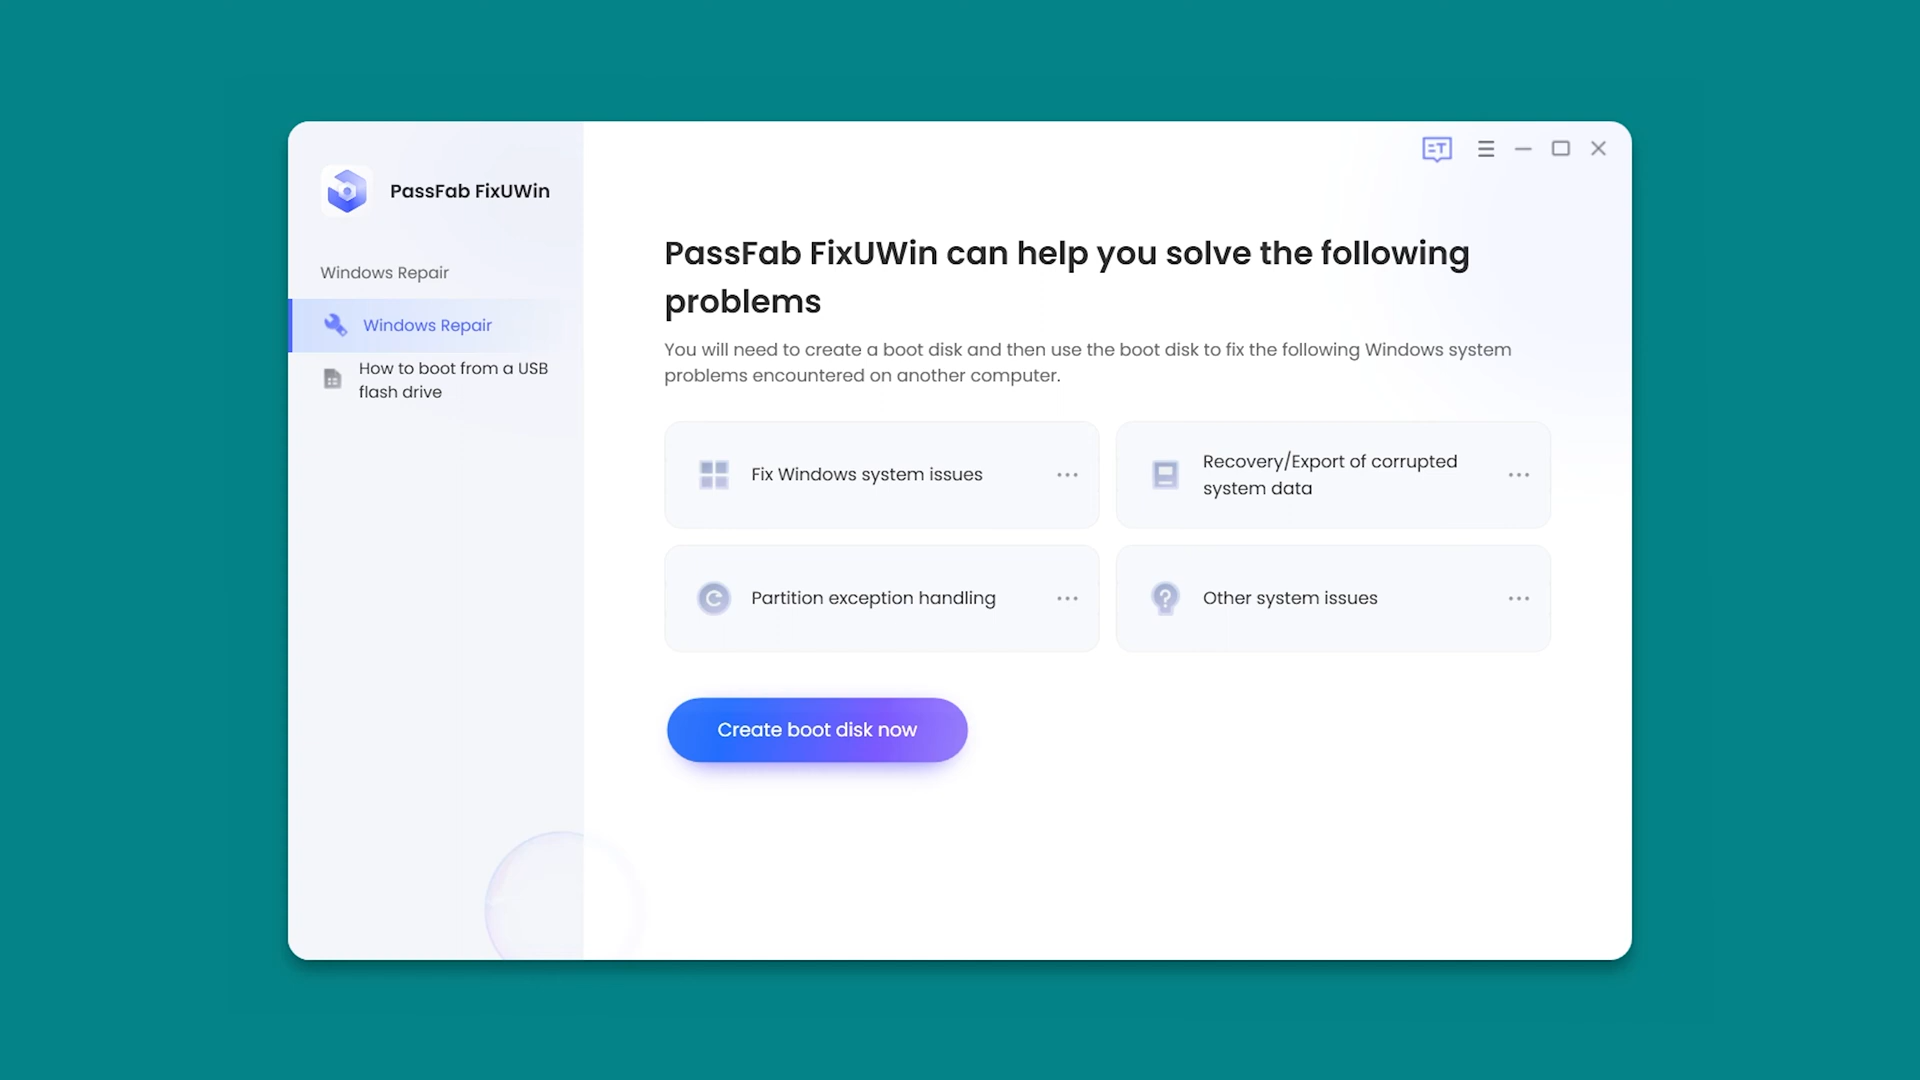 PassFab FixUWin
Windows Repair
Windows Repair
How to boot from a USB
flash drive
PassFab FixUWin can help you solve the following
problems
You will need to create a boot disk and then use the boot disk to fix the following Windows system
problems encountered on another computer.
Fix Windows system issues
Recovery/Export of corrupted
system data
Partition exception handling
Other system issues
Create boot disk now